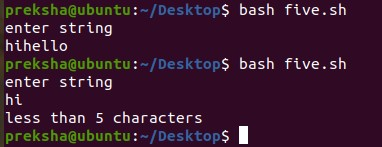 preksha@ubuntu:~/Desktop$ bash five.sh
enter string
hihello
preksha@ubuntu:~/Desktop$ bash five.sh
enter string
hi
less than 5 characters
preksha@ubuntu:~/Desktop$